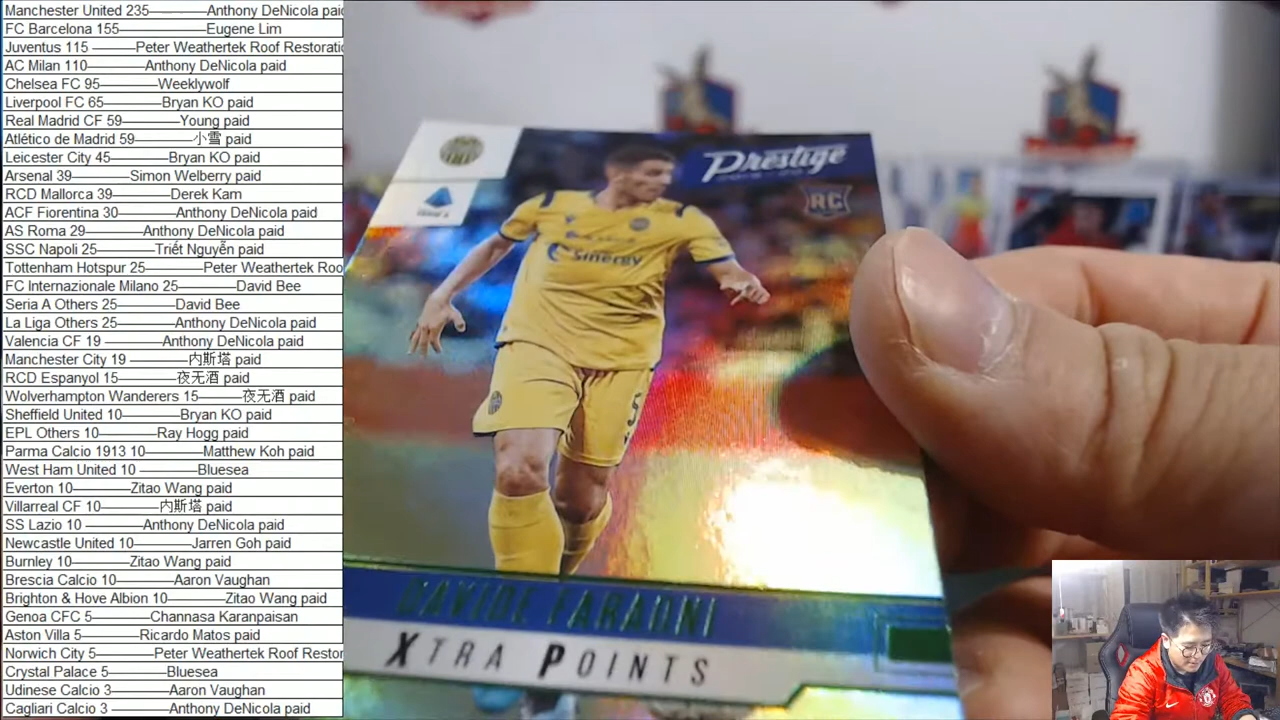 Manchester United 235————Anthony DeNicola paid
FC Barcelona 155————Eugene Lim
Juventus 115 ————Peter Weathertek Roof Restorati
AC Milan 110————Anthony DeNicola paid
Chelsea FC 95————Weeklywolf
Liverpool FC 65————Bryan KO paid
Real Madrid CF 59————Young paid
Atlético de Madrid 59————小雪 paid
Leicester City 45————Bryan KO paid
Arsenal 39————Simon Welberry paid
RCD Mallorca 39————Derek Kam
ACF Fiorentina 30————Anthony DeNicola paid
AS Roma 29————Anthony DeNicola paid
SSC Napoli 25————Triét Nguyễn paid
Tottenham Hotspur 25————Peter Weathertek Roo
FC Internazionale Milano 25————David Bee
Seria A Others 25————David Bee
La Liga Others 25————Anthony DeNicola paid
Valencia CF 19 ————Anthony DeNicola paid
Manchester City 19 ————内斯塔 paid
RCD Espanyol 15————夜无酒 paid
Wolverhampton Wanderers 15————夜无酒 paid
Sheffield United 10————Bryan KO paid
EPL Others 10————Ray Hogg paid
Parma Calcio 1913 10————Matthew Koh paid
West Ham United 10 ————Bluesea
Everton 10————Zitao Wang paid
Villarreal CF 10————内斯塔 paid
SS Lazio 10 ————Anthony DeNicola paid
Newcastle United 10————Jarren Goh paid
Burnley 10————Zitao Wang paid
Brescia Calcio 10————Aaron Vaughan
Brighton & Hove Albion 10————Zitao Wang paid
Genoa CFC 5————Channasa Karanpaisan
Aston Villa 5————Ricardo Matos paid
Norwich City 5————Peter Weathertek Roof Restor
Crystal Palace 5————Bluesea
Udinese Calcio 3 ————Aaron Vaughan
Cagliari Calcio 3 ————Anthony DeNicola paid
Prestige
RC
Sinergy
DAVIDE FARAONI
XTRA POINTS